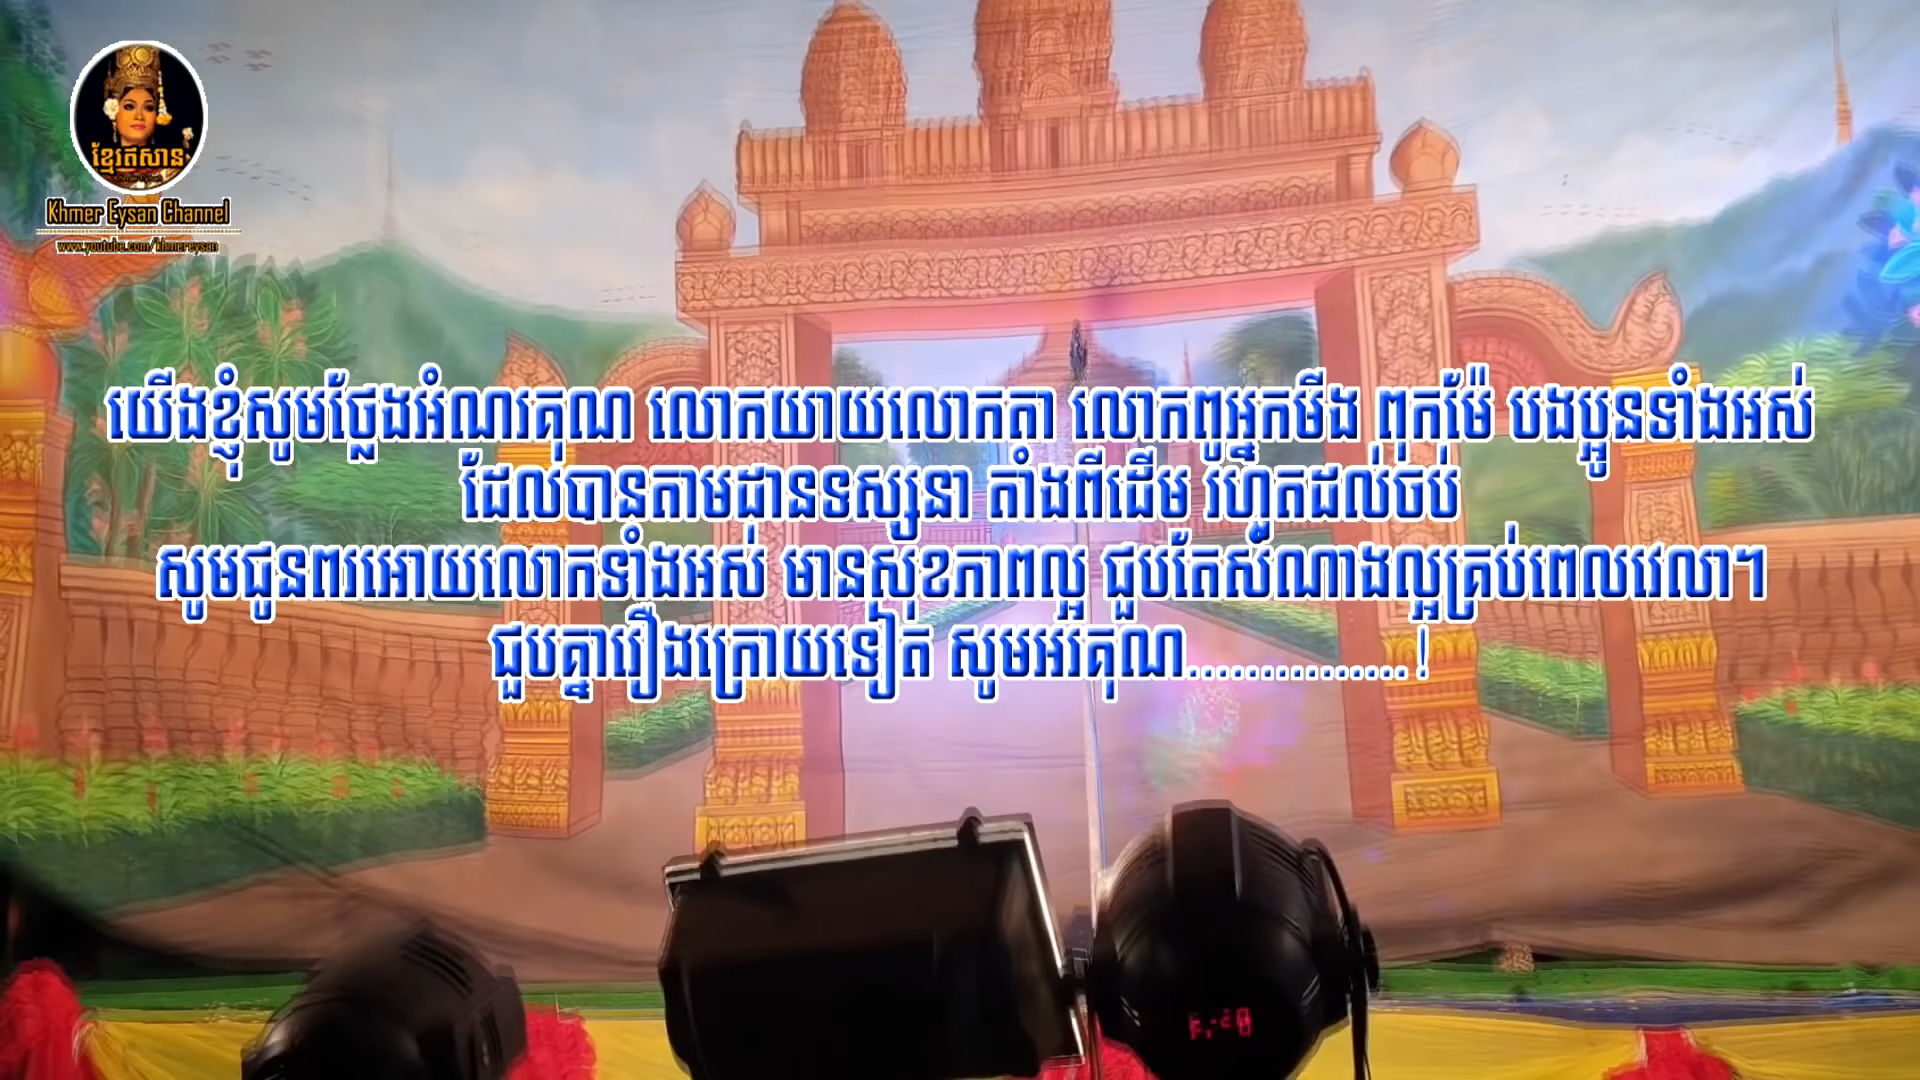 ខ្មែរឥសាន
Khmer Eysan Channel
www.youtube.com/khmereysan
យើងខ្ញុំសូមថ្លែងអំណរគុណ លោកយាយលោកតា លោកពូអ្នកមីង ពុកម៉ែ បងប្អូនទាំងអស់
ដែលបានតាមដានទស្សនា តាំងពីដើម រហូតដល់ចប់
សូមជូនពរអោយលោកទាំងអស់ មានសុខភាពល្អ ជួបតែសំណាងល្អគ្រប់ពេលវេលា។
ជួបគ្នារឿងក្រោយទៀត សូមអរគុណ...............!